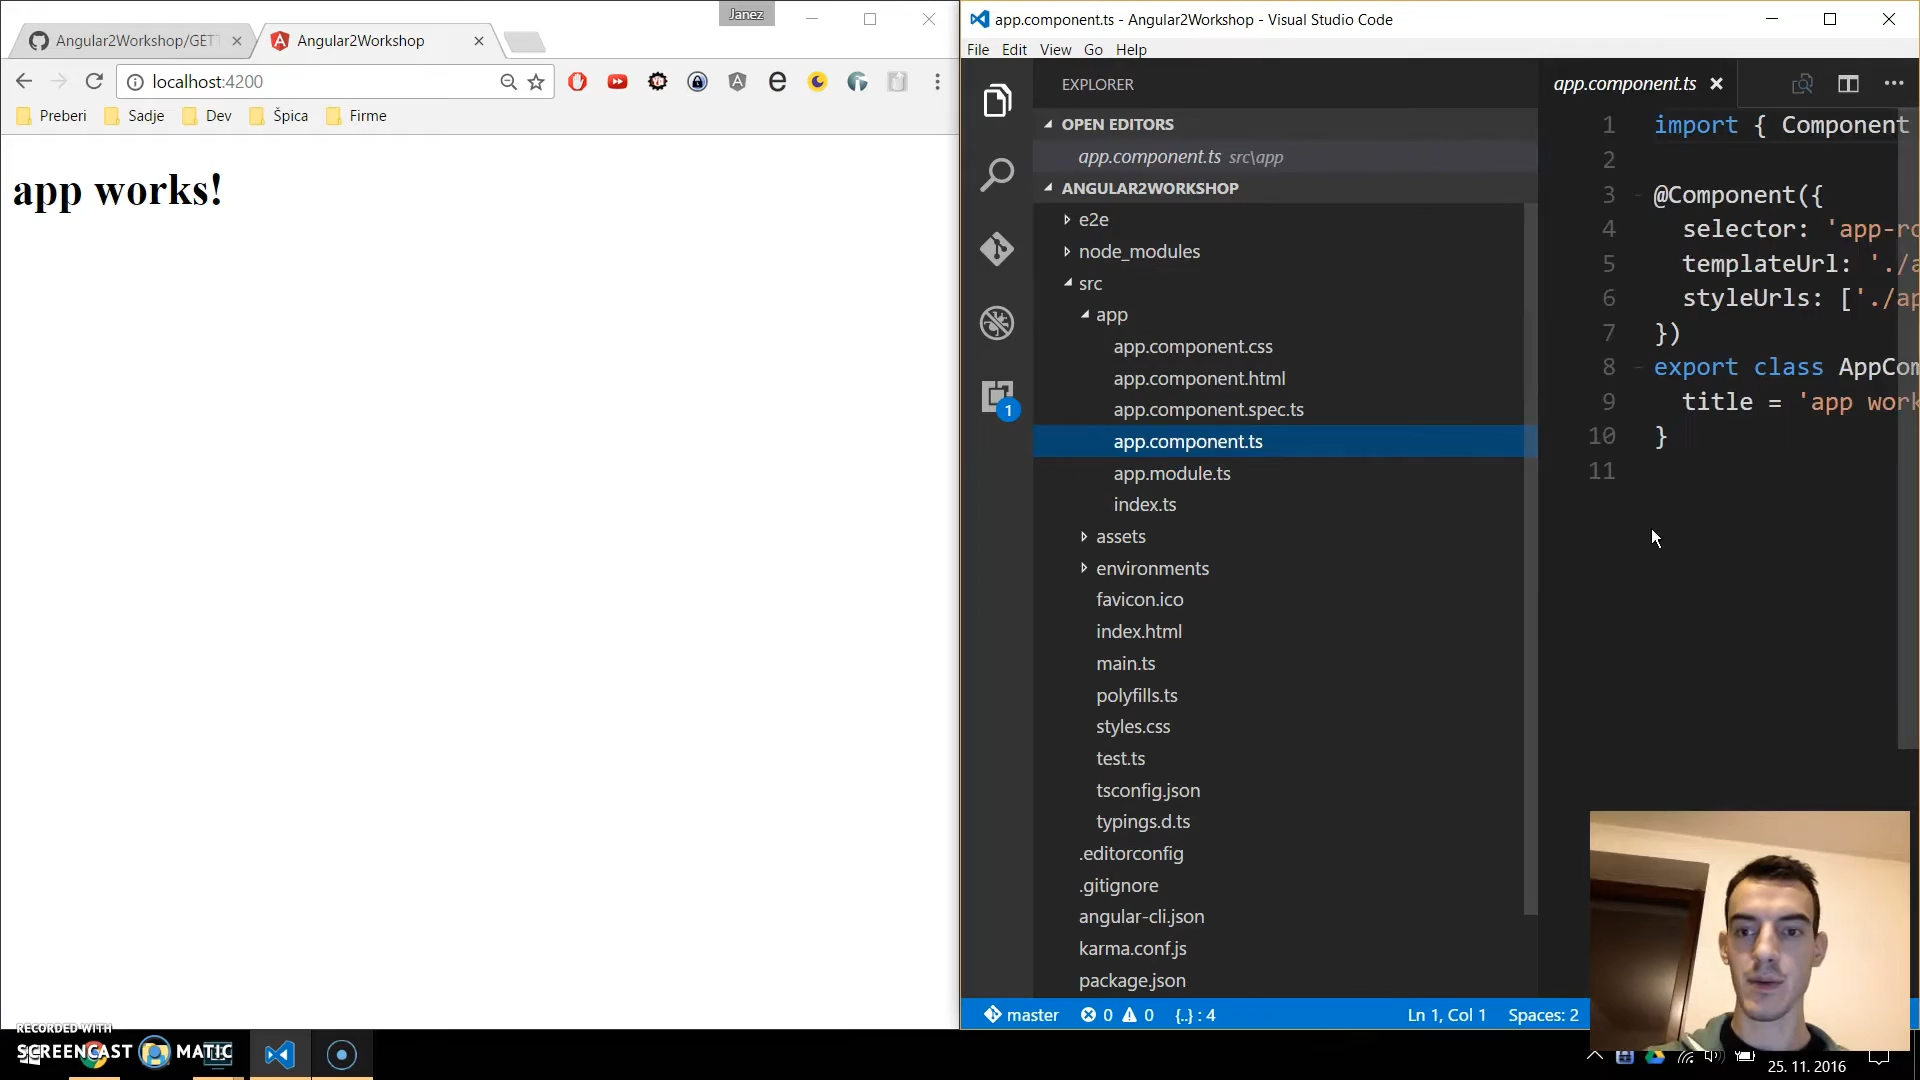 Janez
Angular2Workshop/GET
Angular2Workshop
localhost:4200
Preberi
Sadje
Dev
Špica
Firme
app works!
app.component.ts - Angular2Workshop - Visual Studio Code
File Edit View Go Help
EXPLORER
OPEN EDITORS
app.component.ts src\app
ANGULAR2WORKSHOP
e2e
node_modules
src
app
app.component.css
app.component.html
app.component.spec.ts
app.component.ts
app.module.ts
index.ts
assets
environments
favicon.ico
index.html
main.ts
polyfills.ts
styles.css
test.ts
tsconfig.json
typings.d.ts
.editorconfig
.gitignore
angular-cli.json
karma.conf.js
package.json
1
app.component.ts
1 import { Component
2
3 @Component({
4 selector: 'app-ro
5 templateUrl: './a
6 styleUrls: ['./ap
7 })
8 export class AppCom
9 title = 'app work
10 }
11
master 0 0 {..} : 4 Ln 1, Col 1 Spaces: 2
RECORDED WITH
SCREENCAST MATIC
25. 11. 2016